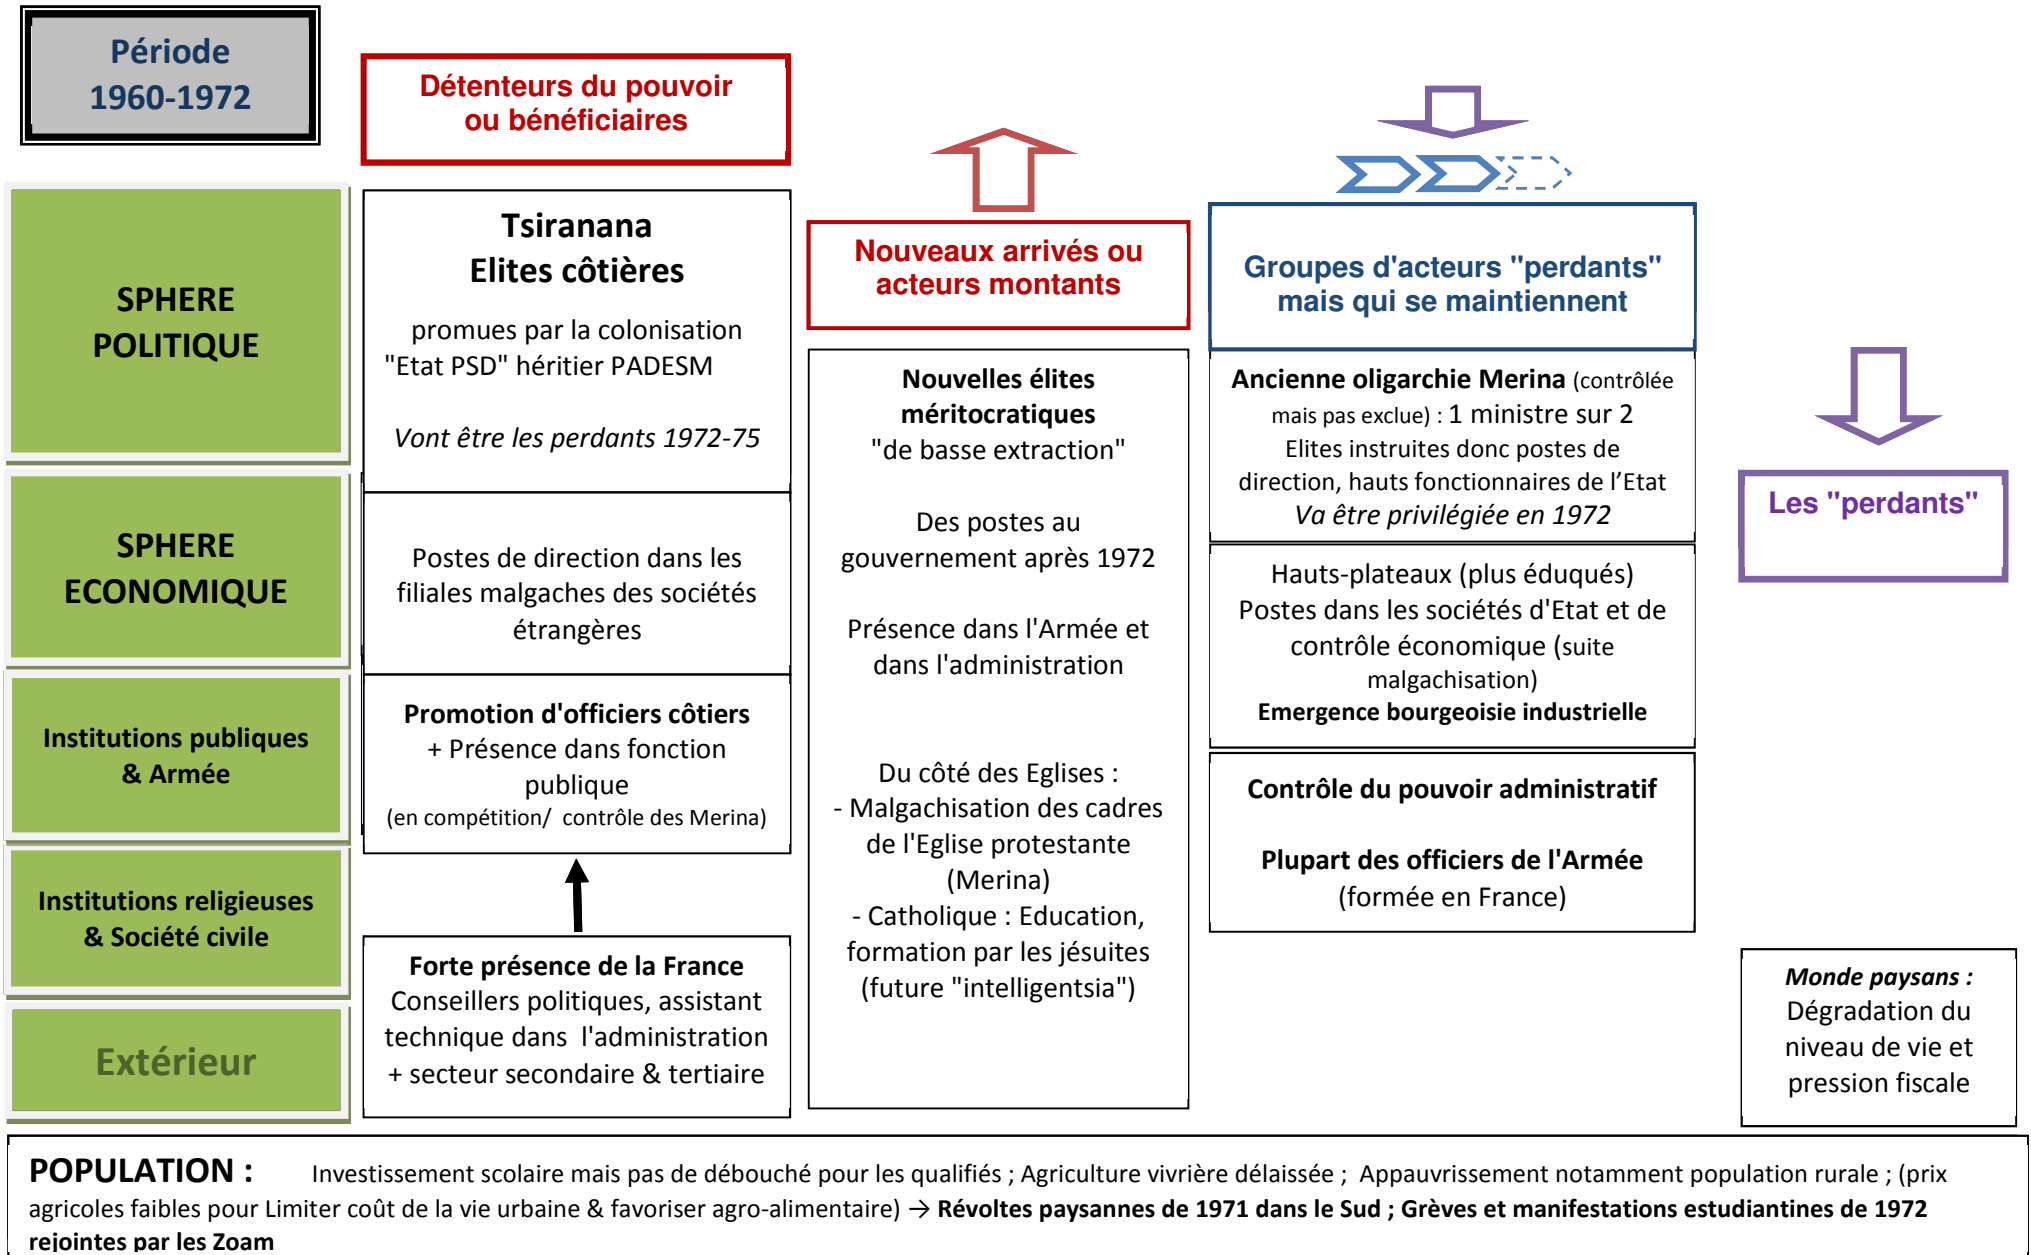 Période
1960-1972
Détenteurs du pouvoir
ou bénéficiaires
Nouveaux arrivés ou
acteurs montants
Groupes d'acteurs "perdants"
mais qui se maintiennent
Les "perdants"
SPHERE
POLITIQUE
SPHERE
ECONOMIQUE
Institutions publiques
& Armée
Institutions religieuses
& Société civile
Extérieur
Tsiranana
Elites côtières
promues par la colonisation
"Etat PSD" héritier PADESM
Vont être les perdants 1972-75
Postes de direction dans les
filiales malgaches des sociétés
étrangères
Promotion d'officiers côtiers
+ Présence dans fonction
publique
(en compétition/ contrôle des Merina)
Forte présence de la France
Conseillers politiques, assistant
technique dans l'administration
+ secteur secondaire & tertiaire
Nouvelles élites
méritocratiques
"de basse extraction"
Des postes au
gouvernement après 1972
Présence dans l'Armée et
dans l'administration
Du côté des Eglises :
- Malgachisation des cadres
de l'Eglise protestante
(Merina)
- Catholique : Education,
formation par les jésuites
(future "intelligentsia")
Ancienne oligarchie Merina (contrôlée
mais pas exclue) : 1 ministre sur 2
Elites instruites donc postes de
direction, hauts fonctionnaires de l’Etat
Va être privilégiée en 1972
Hauts-plateaux (plus éduqués)
Postes dans les sociétés d'Etat et de
contrôle économique (suite
malgachisation)
Emergence bourgeoisie industrielle
Contrôle du pouvoir administratif
Plupart des officiers de l'Armée
(formée en France)
Monde paysans :
Dégradation du
niveau de vie et
pression fiscale
POPULATION : Investissement scolaire mais pas de débouché pour les qualifiés ; Agriculture vivrière délaissée ; Appauvrissement notamment population rurale ; (prix
agricoles faibles pour Limiter coût de la vie urbaine & favoriser agro-alimentaire) → Révoltes paysannes de 1971 dans le Sud ; Grèves et manifestations estudiantines de 1972
rejointes par les Zoam